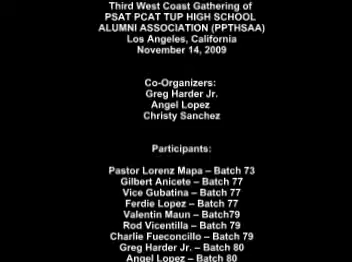 Third West Coast Gathering of
PSAT PCAT TUP HIGH SCHOOL
ALUMNI ASSOCIATION (PPTHSAA)
Los Angeles, California
November 14, 2009
Co-Organizers:
Greg Harder Jr.
Angel Lopez
Christy Sanchez
Participants:
Pastor Lorenz Mapa – Batch 73
Gilbert Anicete – Batch 77
Vice Gubatina – Batch 77
Ferdie Lopez – Batch 77
Valentin Maun – Batch79
Rod Vicentilla – Batch 79
Charlie Fueconcillo – Batch 79
Greg Harder Jr. – Batch 80
Angel Lopez – Batch 80